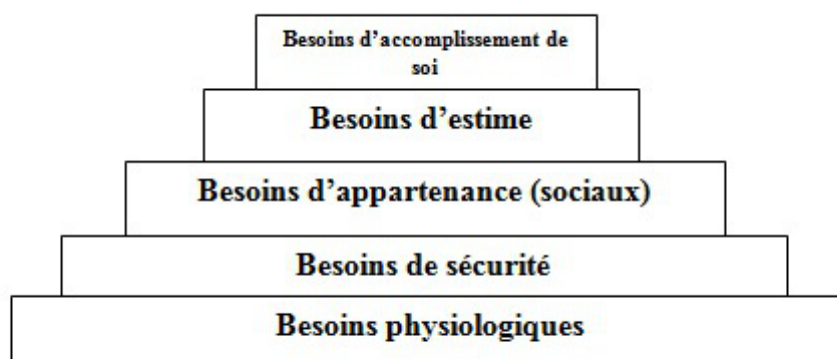 Besoins d’accomplissement de
soi
Besoins d’estime
Besoins d’appartenance (sociaux)
Besoins de sécurité
Besoins physiologiques